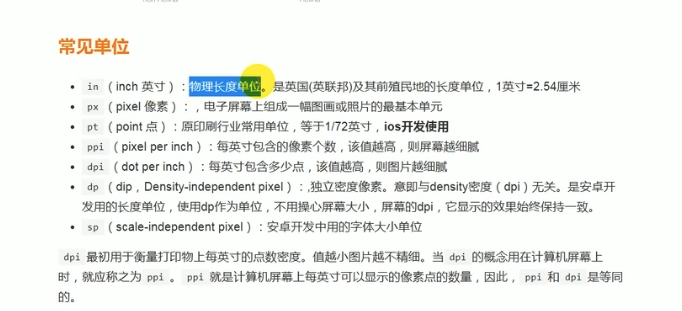 常见单位
in（inch 英寸）：物理长度单位。是英国(英联邦)及其前殖民地的长度单位，1英寸=2.54厘米
px（pixel 像素）：，电子屏幕上组成一幅图画或照片的最基本单元
pt（point 点）：原印刷行业常用单位，等于1/72英寸，ios开发使用
ppi（pixel per inch）：每英寸包含的像素个数，该值越高，则屏幕越细腻
dpi（dot per inch）：每英寸包含多少点，该值越高，则图片越细腻
dp（dip，Density-independent pixel）：,独立密度像素。意即与density密度（dpi）无关。是安卓开
发用的长度单位，使用dp作为单位，不用操心屏幕大小，屏幕的dpi，它显示的效果始终保持一致。
sp（scale-independent pixel）：安卓开发中用的字体大小单位
dpi 最初用于衡量打印物上每英寸的点数密度。值越小图片越不精细。当 dpi 的概念用在计算机屏幕上
时，就应称之为 ppi 。 ppi 就是计算机屏幕上每英寸可以显示的像素点的数量，因此， ppi 和 dpi 是等同
的。